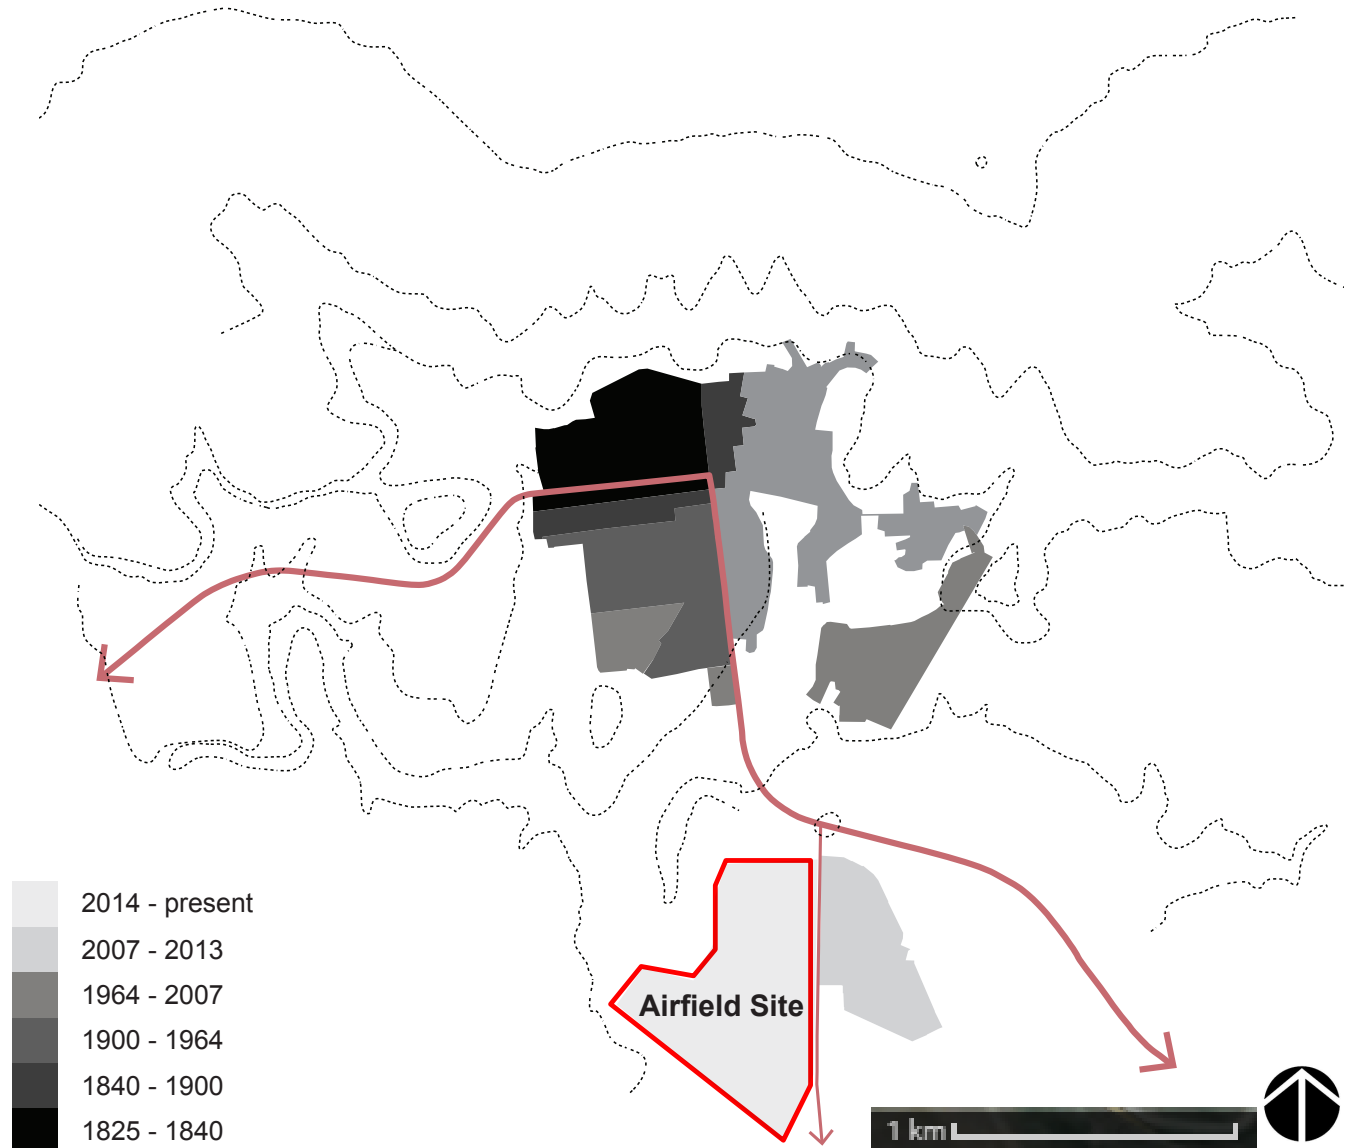 2014 - present
2007 - 2013
1964 - 2007
1900 - 1964
1840 - 1900
1825 - 1840
Airfield Site
1 km